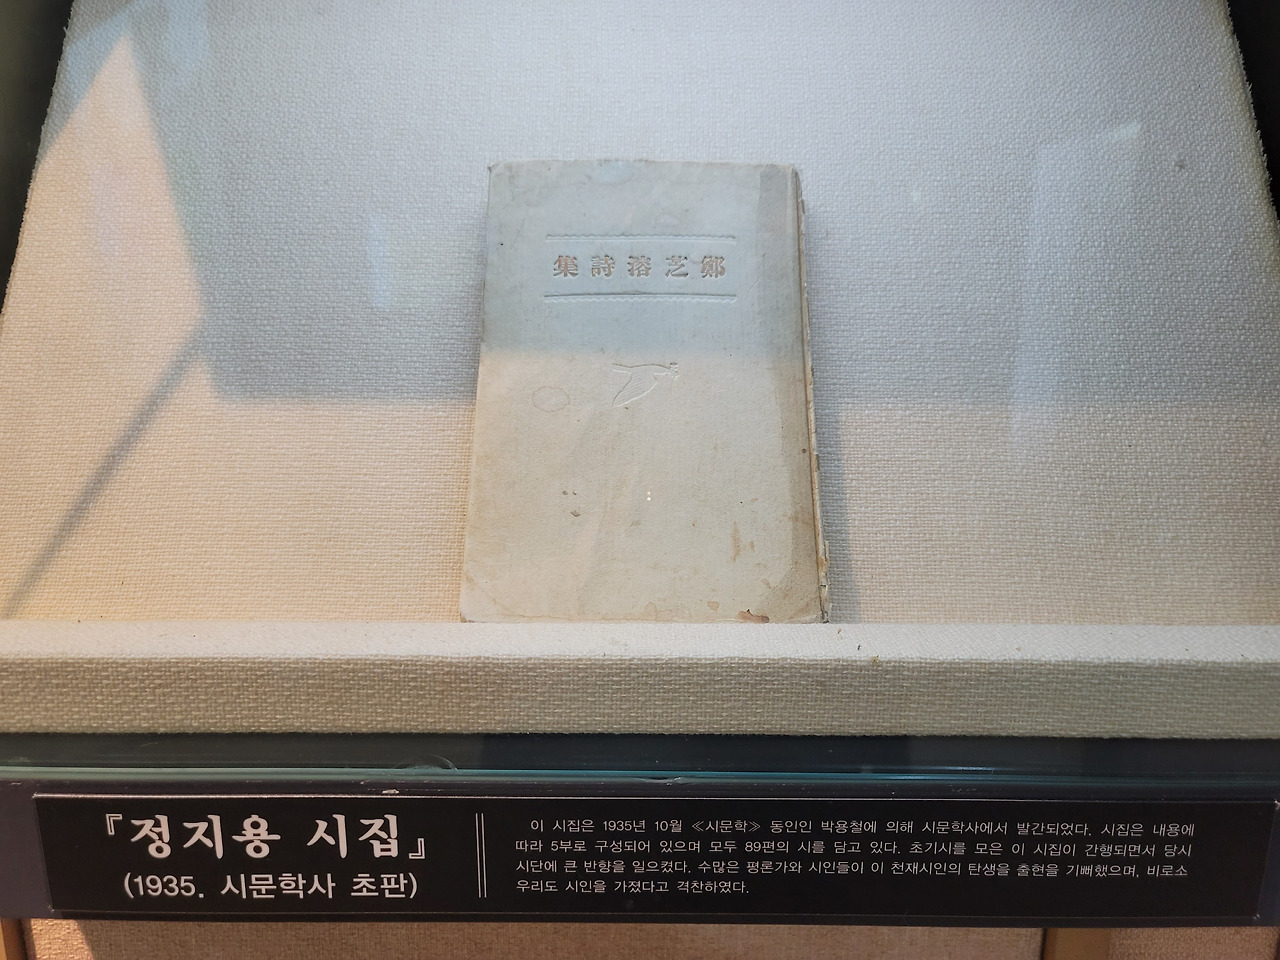 集詩溶芝鄭
『정지용 시집』
(1935. 시문학사 초판)
이 시집은 1935년 10월 ≪시문학≫ 동인인 박용철에 의해 시문학사에서 발간되었다. 시집은 내용에
따라 5부로 구성되어 있으며 모두 89편의 시를 담고 있다. 초기시를 모은 이 시집이 간행되면서 당시
시단에 큰 반향을 일으켰다. 수많은 평론가와 시인들이 이 천재시인의 탄생을 출현을 기뻐했으며, 비로소
우리도 시인을 가졌다고 격찬하였다.